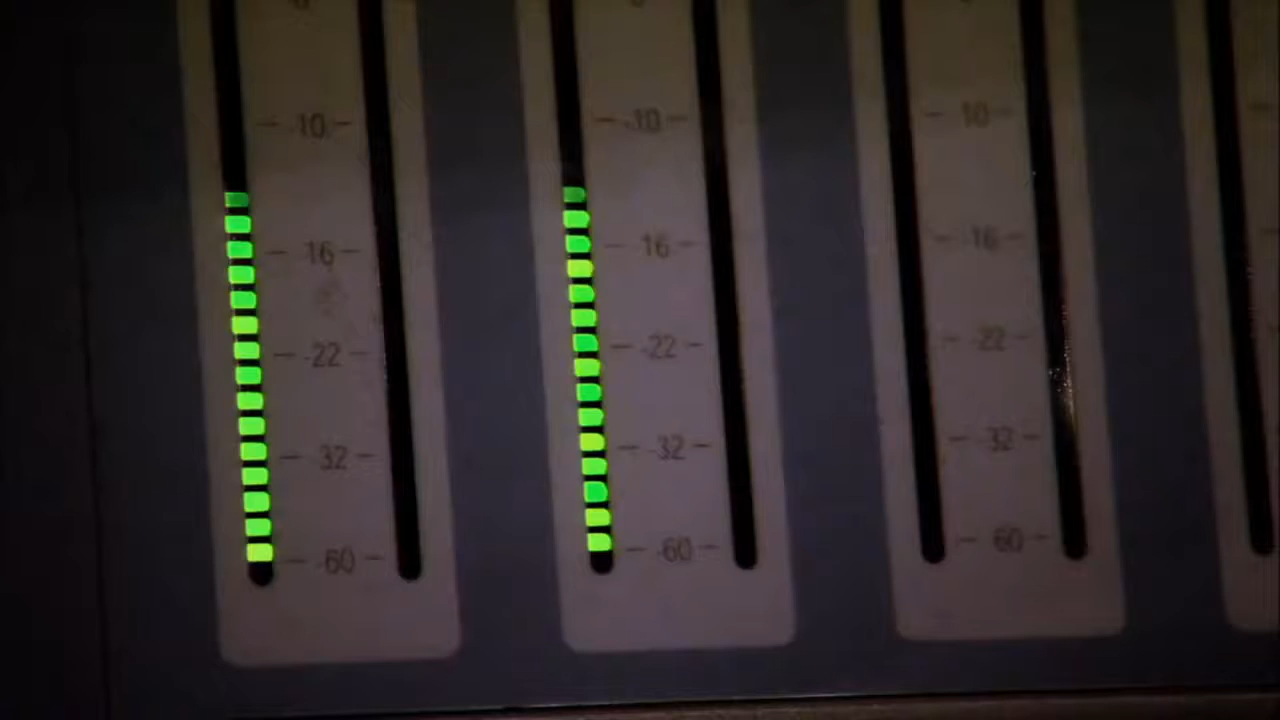 -10 -10 10
16 16 16
-22 -22 22
32 32 32
-60 -60 60